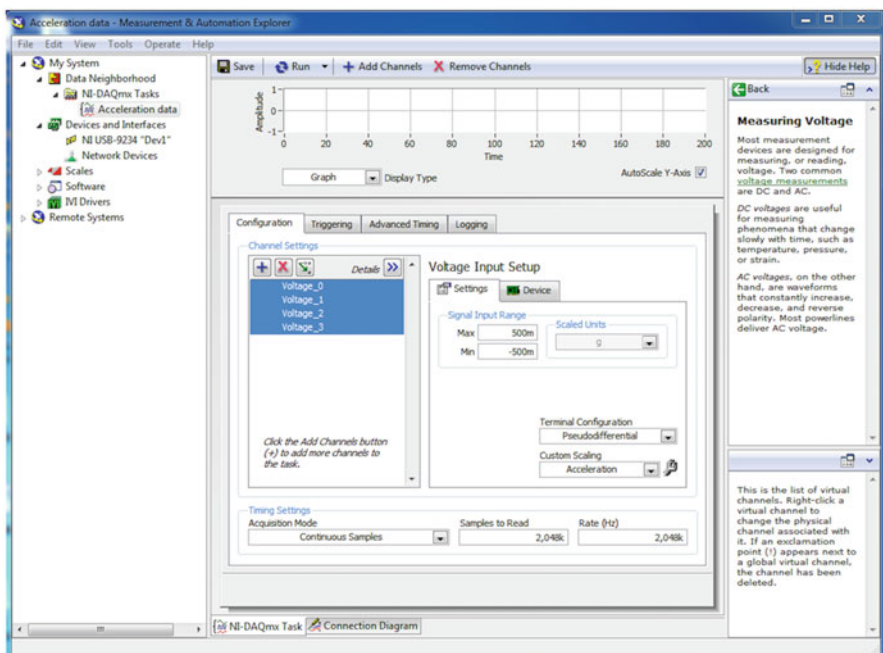 Acceleration data - Measurement & Automation Explorer
File Edit View Tools Operate Help
My System
Data Neighborhood
NI-DAQmx Tasks
Acceleration data
Devices and Interfaces
NI USB-9234 "Dev1"
Network Devices
Scales
Software
IVI Drivers
Remote Systems
Save Run + Add Channels X Remove Channels
Hide Help
Amplitude
1
-1
0 20 40 60 80 100 120 140 160 180 200
Time
Graph Display Type
AutoScale Y-Axis
Configuration Triggering Advanced Timing Logging
Channel Settings
Details
Voltage_0
Voltage_1
Voltage_2
Voltage_3
Click the Add Channels button
(+) to add more channels to
the task.
Voltage Input Setup
Settings Device
Signal Input Range
Max 500m
Min -500m
Scaled Units
g
Terminal Configuration
Pseudodifferential
Custom Scaling
Acceleration
Timing Settings
Acquisition Mode
Continuous Samples
Samples to Read
2,048k
Rate (Hz)
2,048k
NI-DAQmx Task Connection Diagram
Back
Measuring Voltage
Most measurement
devices are designed for
measuring, or reading,
voltage. Two common
voltage measurements
are DC and AC.
DC voltages are useful
for measuring
phenomena that change
slowly with time, such as
temperature, pressure,
or strain.
AC voltages, on the other
hand, are waveforms
that constantly increase,
decrease, and reverse
polarity. Most powerlines
deliver AC voltage.
This is the list of virtual
channels. Right-click a
virtual channel to
change the physical
channel associated with
it. If an exclamation
point (!) appears next to
a global virtual channel,
the channel has been
deleted.